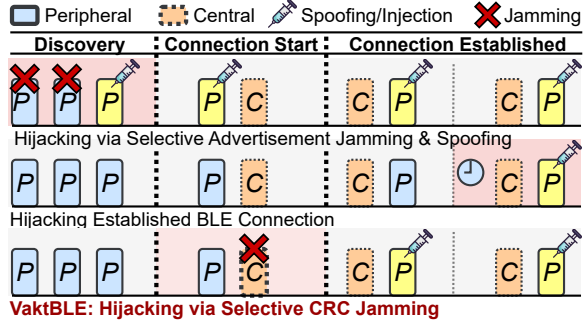 Peripheral Central Spoofing/Injection Jamming
Discovery Connection Start Connection Established
P P P P C C P C P
Hijacking via Selective Advertisement Jamming & Spoofing
P P P P C C P C P
Hijacking Established BLE Connection
P P P P C C P C P
VaktBLE: Hijacking via Selective CRC Jamming